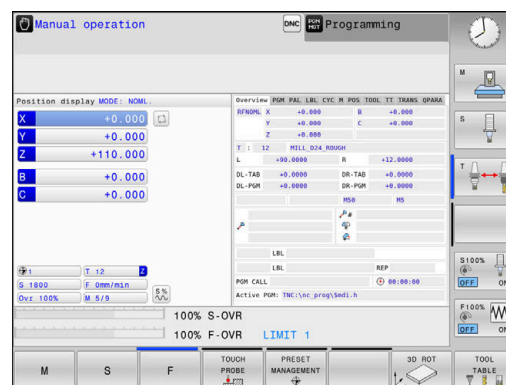 Manual operation
DNC
PGM
MGT
Programming
Position display MODE: NOML.
X +0.000
Y +0.000
Z +110.000
B +0.000
C +0.000
1 T 12 Z
S 1800 F 0mm/min
Ovr 100% M 5/9
S %
Overview PGM PAL LBL CYC M POS TOOL TT TRANS QPARA
RFNOML X +0.000 B +0.000
Y +0.000 C +0.000
Z +0.000
T : 12 MILL_D24_ROUGH
L +90.0000 R +12.0000
DL-TAB +0.0000 DR-TAB +0.0000
DL-PGM +0.0000 DR-PGM +0.0000
M50 M5
P #
P
LBL
LBL REP
PGM CALL 00:00:00
Active PGM: TNC:\nc_prog\$mdi.h
100% S-OVR
100% F-OVR LIMIT 1
M
S
T
S100%
OFF ON
F100% W
OFF ON
M
S
F
TOUCH
PROBE
PRESET
MANAGEMENT
3D ROT
TOOL
TABLE